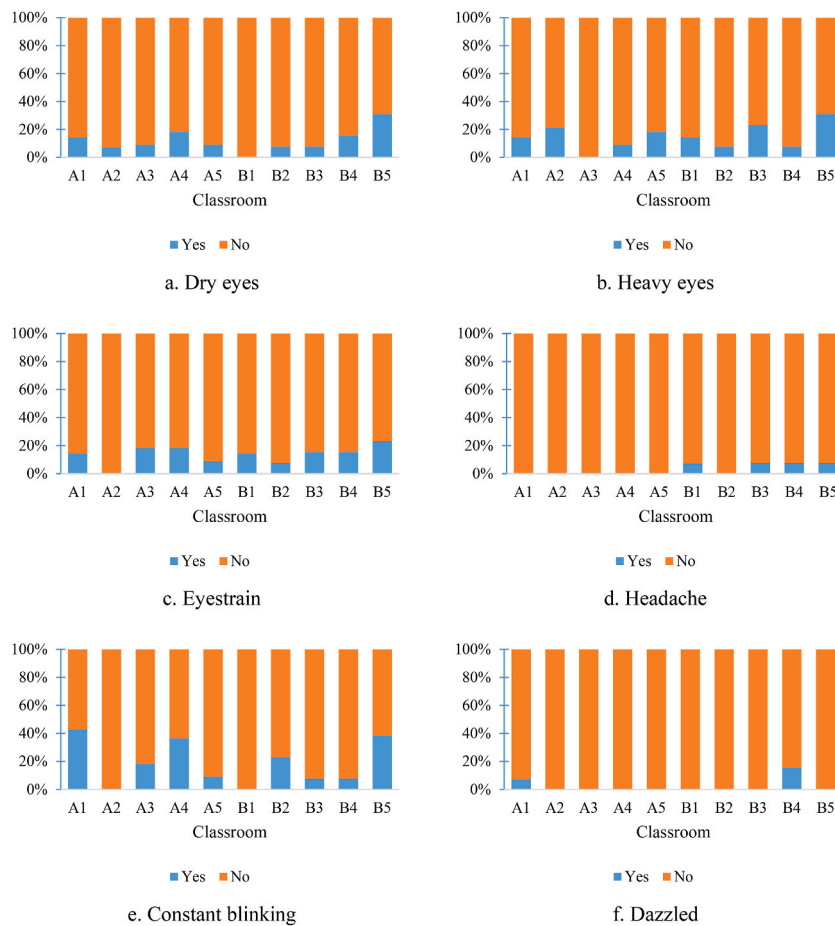 100%
80%
60%
40%
20%
0%
A1 A2 A3 A4 A5 B1 B2 B3 B4 B5
Classroom
Yes No
a. Dry eyes
100%
80%
60%
40%
20%
0%
A1 A2 A3 A4 A5 B1 B2 B3 B4 B5
Classroom
Yes No
b. Heavy eyes
100%
80%
60%
40%
20%
0%
A1 A2 A3 A4 A5 B1 B2 B3 B4 B5
Classroom
Yes No
c. Eyestrain
100%
80%
60%
40%
20%
0%
A1 A2 A3 A4 A5 B1 B2 B3 B4 B5
Classroom
Yes No
d. Headache
100%
80%
60%
40%
20%
0%
A1 A2 A3 A4 A5 B1 B2 B3 B4 B5
Classroom
Yes No
e. Constant blinking
100%
80%
60%
40%
20%
0%
A1 A2 A3 A4 A5 B1 B2 B3 B4 B5
Classroom
Yes No
f. Dazzled